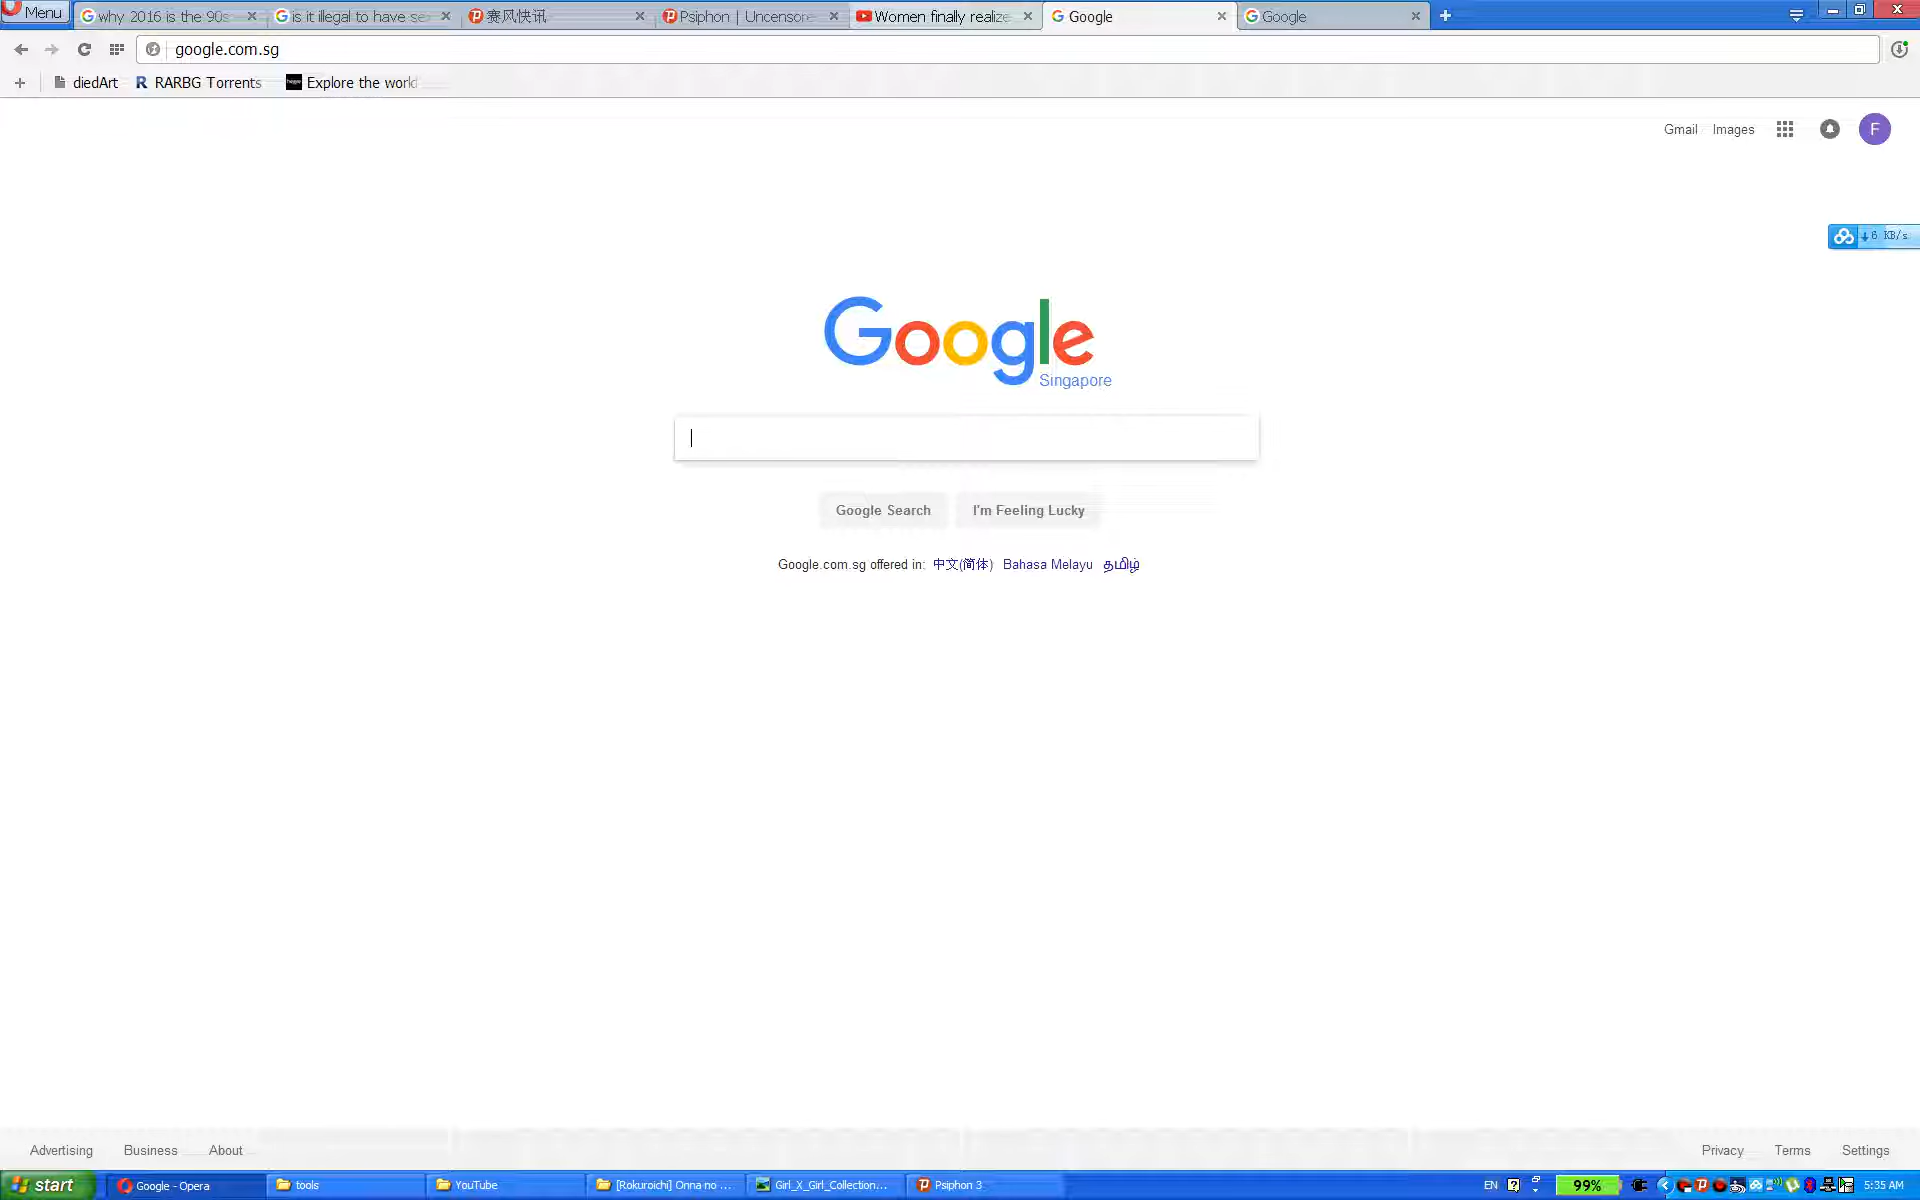 Menu
why 2016 is the 90s
is it illegal to have se
赛风快讯
Psiphon | Uncensore
Women finally realize
Google
Google
google.com.sg
diedArt
RARBG Torrents
Explore the world
Gmail
Images
F
6 KB/s
Google
Singapore
Google Search
I'm Feeling Lucky
Google.com.sg offered in: 中文(简体) Bahasa Melayu தமிழ்
Advertising
Business
About
Privacy
Terms
Settings
start
Google - Opera
tools
YouTube
[Rokuroichi] Onna no ...
Girl_X_Girl_Collection...
Psiphon 3
EN
99%
5:35 AM